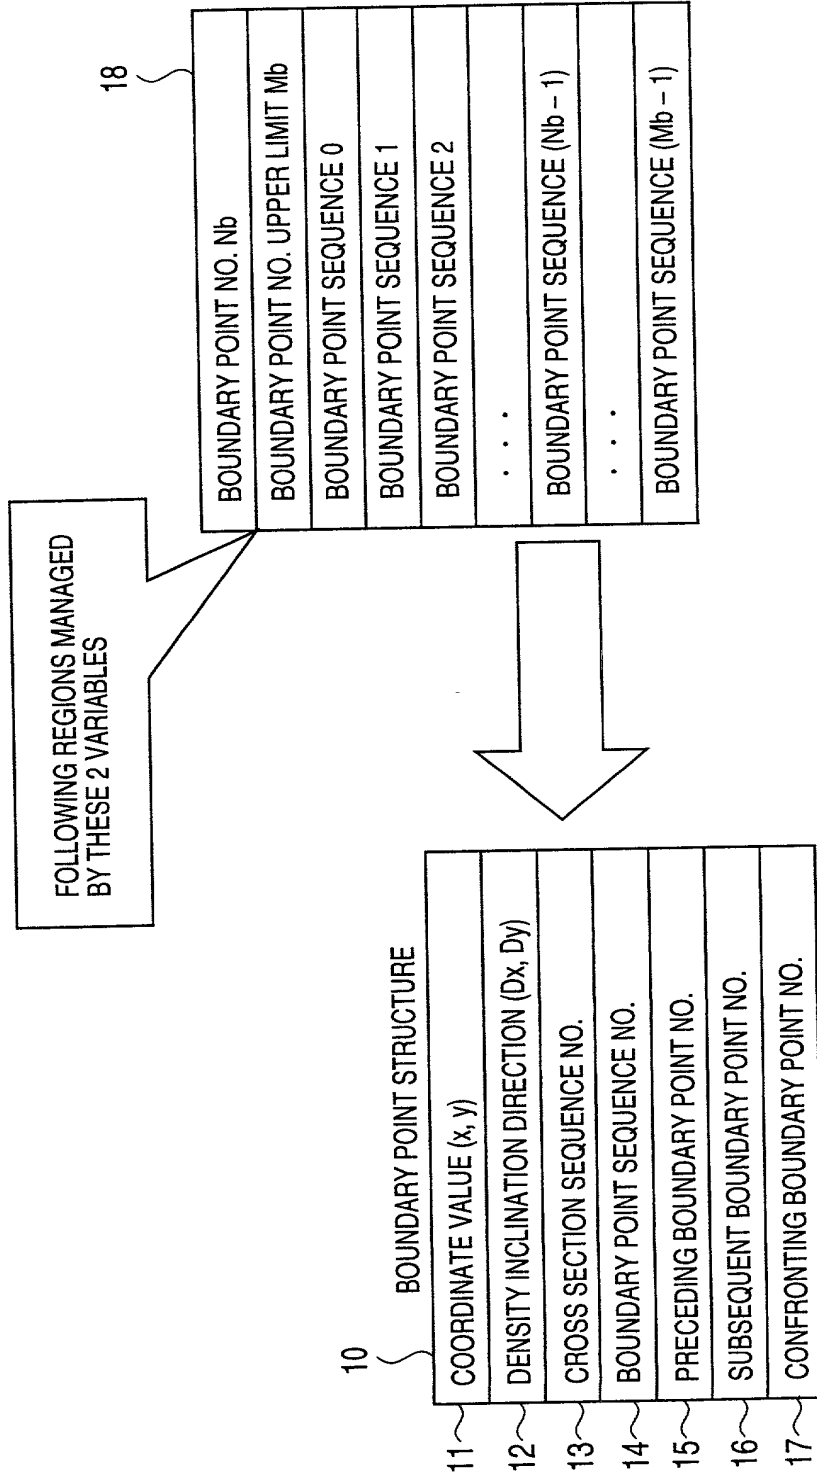 FOLLOWING REGIONS MANAGED
BY THESE 2 VARIABLES
BOUNDARY POINT STRUCTURE
10
11
COORDINATE VALUE (x, y)
12
DENSITY INCLINATION DIRECTION (Dx, Dy)
13
CROSS SECTION SEQUENCE NO.
14
BOUNDARY POINT SEQUENCE NO.
15
PRECEDING BOUNDARY POINT NO.
16
SUBSEQUENT BOUNDARY POINT NO.
17
CONFRONTING BOUNDARY POINT NO.
18
BOUNDARY POINT NO. Nb
BOUNDARY POINT NO. UPPER LIMIT Mb
BOUNDARY POINT SEQUENCE 0
BOUNDARY POINT SEQUENCE 1
BOUNDARY POINT SEQUENCE 2
. . .
BOUNDARY POINT SEQUENCE (Nb – 1)
. . .
BOUNDARY POINT SEQUENCE (Mb – 1)